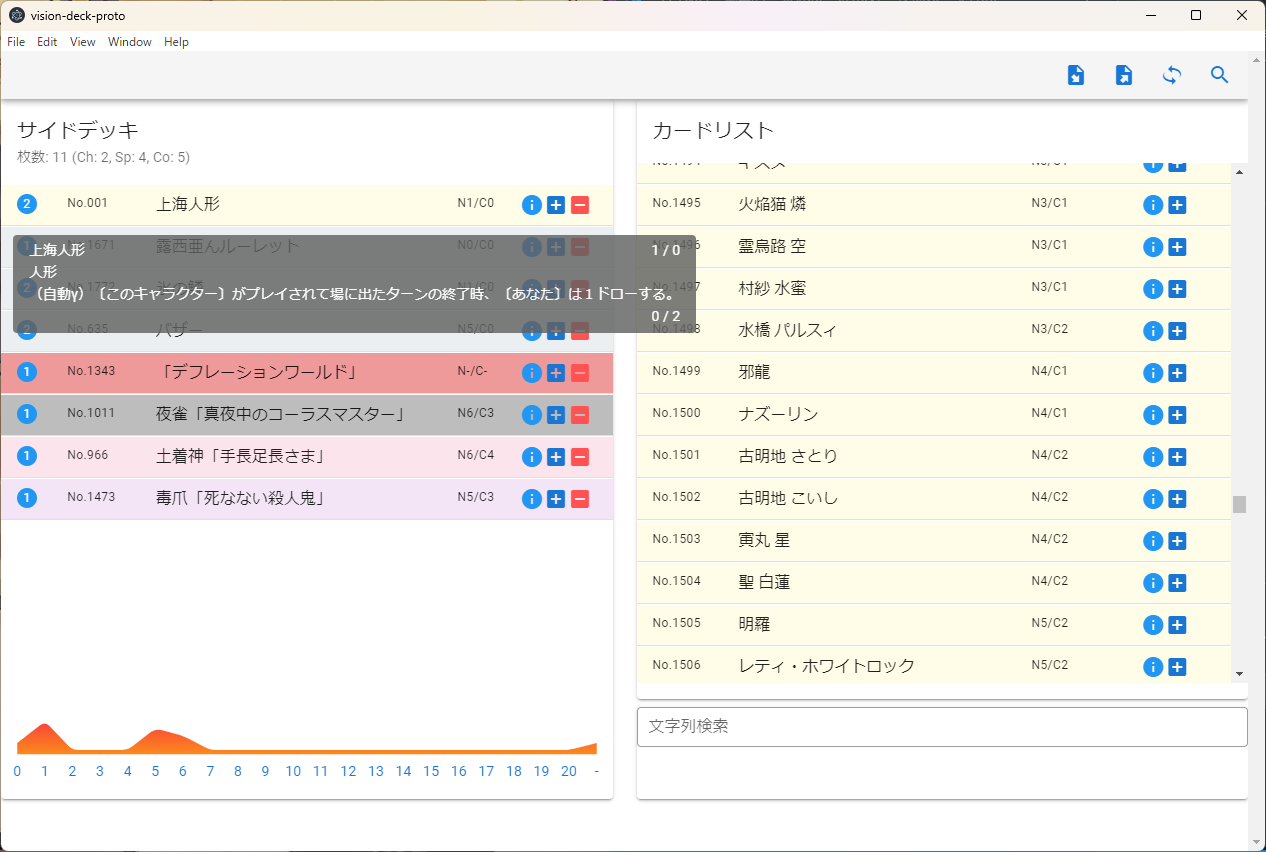 vision-deck-proto
File Edit View Window Help
サイドデッキ
枚数: 11 (Ch: 2, Sp: 4, Co: 5)
2 No.001 上海人形 N1/C0
露西亜んルーレット N0/C0
上海人形 1 / 0
人形
（自動γ）〔このキャラクター〕がプレイされて場に出たターンの終了時、〔あなた〕は１ドローする。
0 / 2
2 No.635 バザー N5/C0
1 No.1343 「デフレーションワールド」 N-/C-
1 No.1011 夜雀「真夜中のコーラスマスター」 N6/C3
1 No.966 土着神「手長足長さま」 N6/C4
1 No.1473 毒爪「死なない殺人鬼」 N5/C3
0 1 2 3 4 5 6 7 8 9 10 11 12 13 14 15 16 17 18 19 20 -
カードリスト
No.1495 火焔猫 燐 N3/C1
No.1496 霊烏路 空 N3/C1
No.1497 村紗 水蜜 N3/C1
No.1498 水橋 パルスィ N3/C2
No.1499 邪龍 N4/C1
No.1500 ナズーリン N4/C1
No.1501 古明地 さとり N4/C2
No.1502 古明地 こいし N4/C2
No.1503 寅丸 星 N4/C2
No.1504 聖 白蓮 N4/C2
No.1505 明羅 N5/C2
No.1506 レティ・ホワイトロック N5/C2
文字列検索